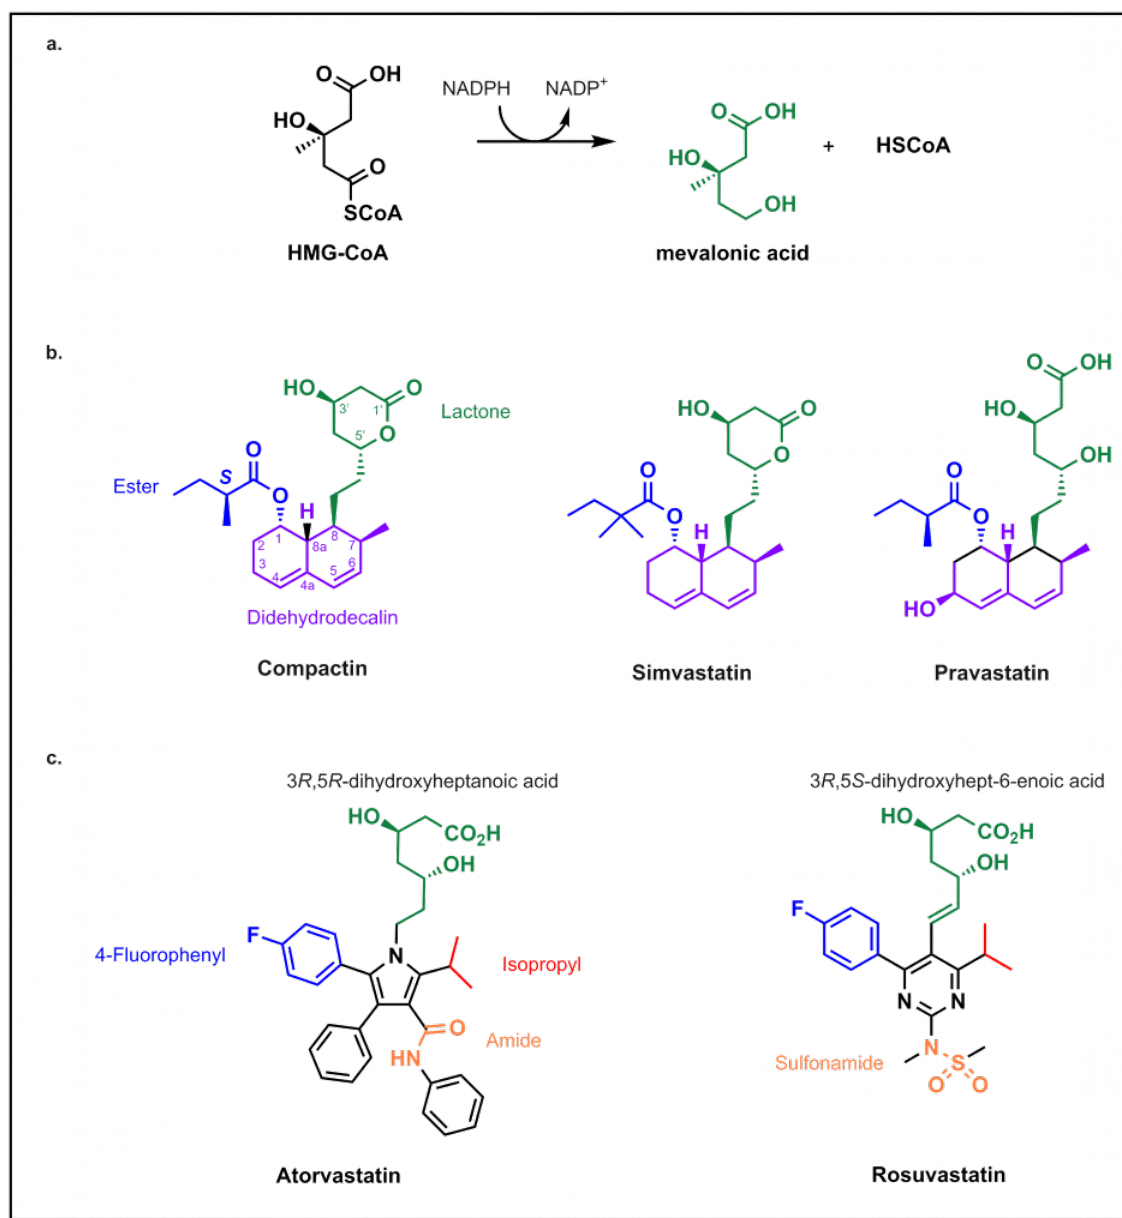 a.
O
OH
HO
O
SCoA
HMG-CoA
NADPH
NADP⁺
O
OH
HO
OH
mevalonic acid
+
HSCoA
b.
HO
O
3'
1'
Lactone
O
5'
O
S
Ester
O
H
1
8
2
8a
7
3
5
6
4
4a
Didehydrodecalin
Compactin
HO
O
O
O
O
H
Simvastatin
O
OH
HO
OH
O
O
H
HO
Pravastatin
c.
3R,5R-dihydroxyheptanoic acid
HO
CO₂H
OH
F
4-Fluorophenyl
N
Isopropyl
O
Amide
HN
Atorvastatin
3R,5S-dihydroxyhept-6-enoic acid
HO
CO₂H
OH
F
N
N
N
Sulfonamide
S
O
O
Rosuvastatin